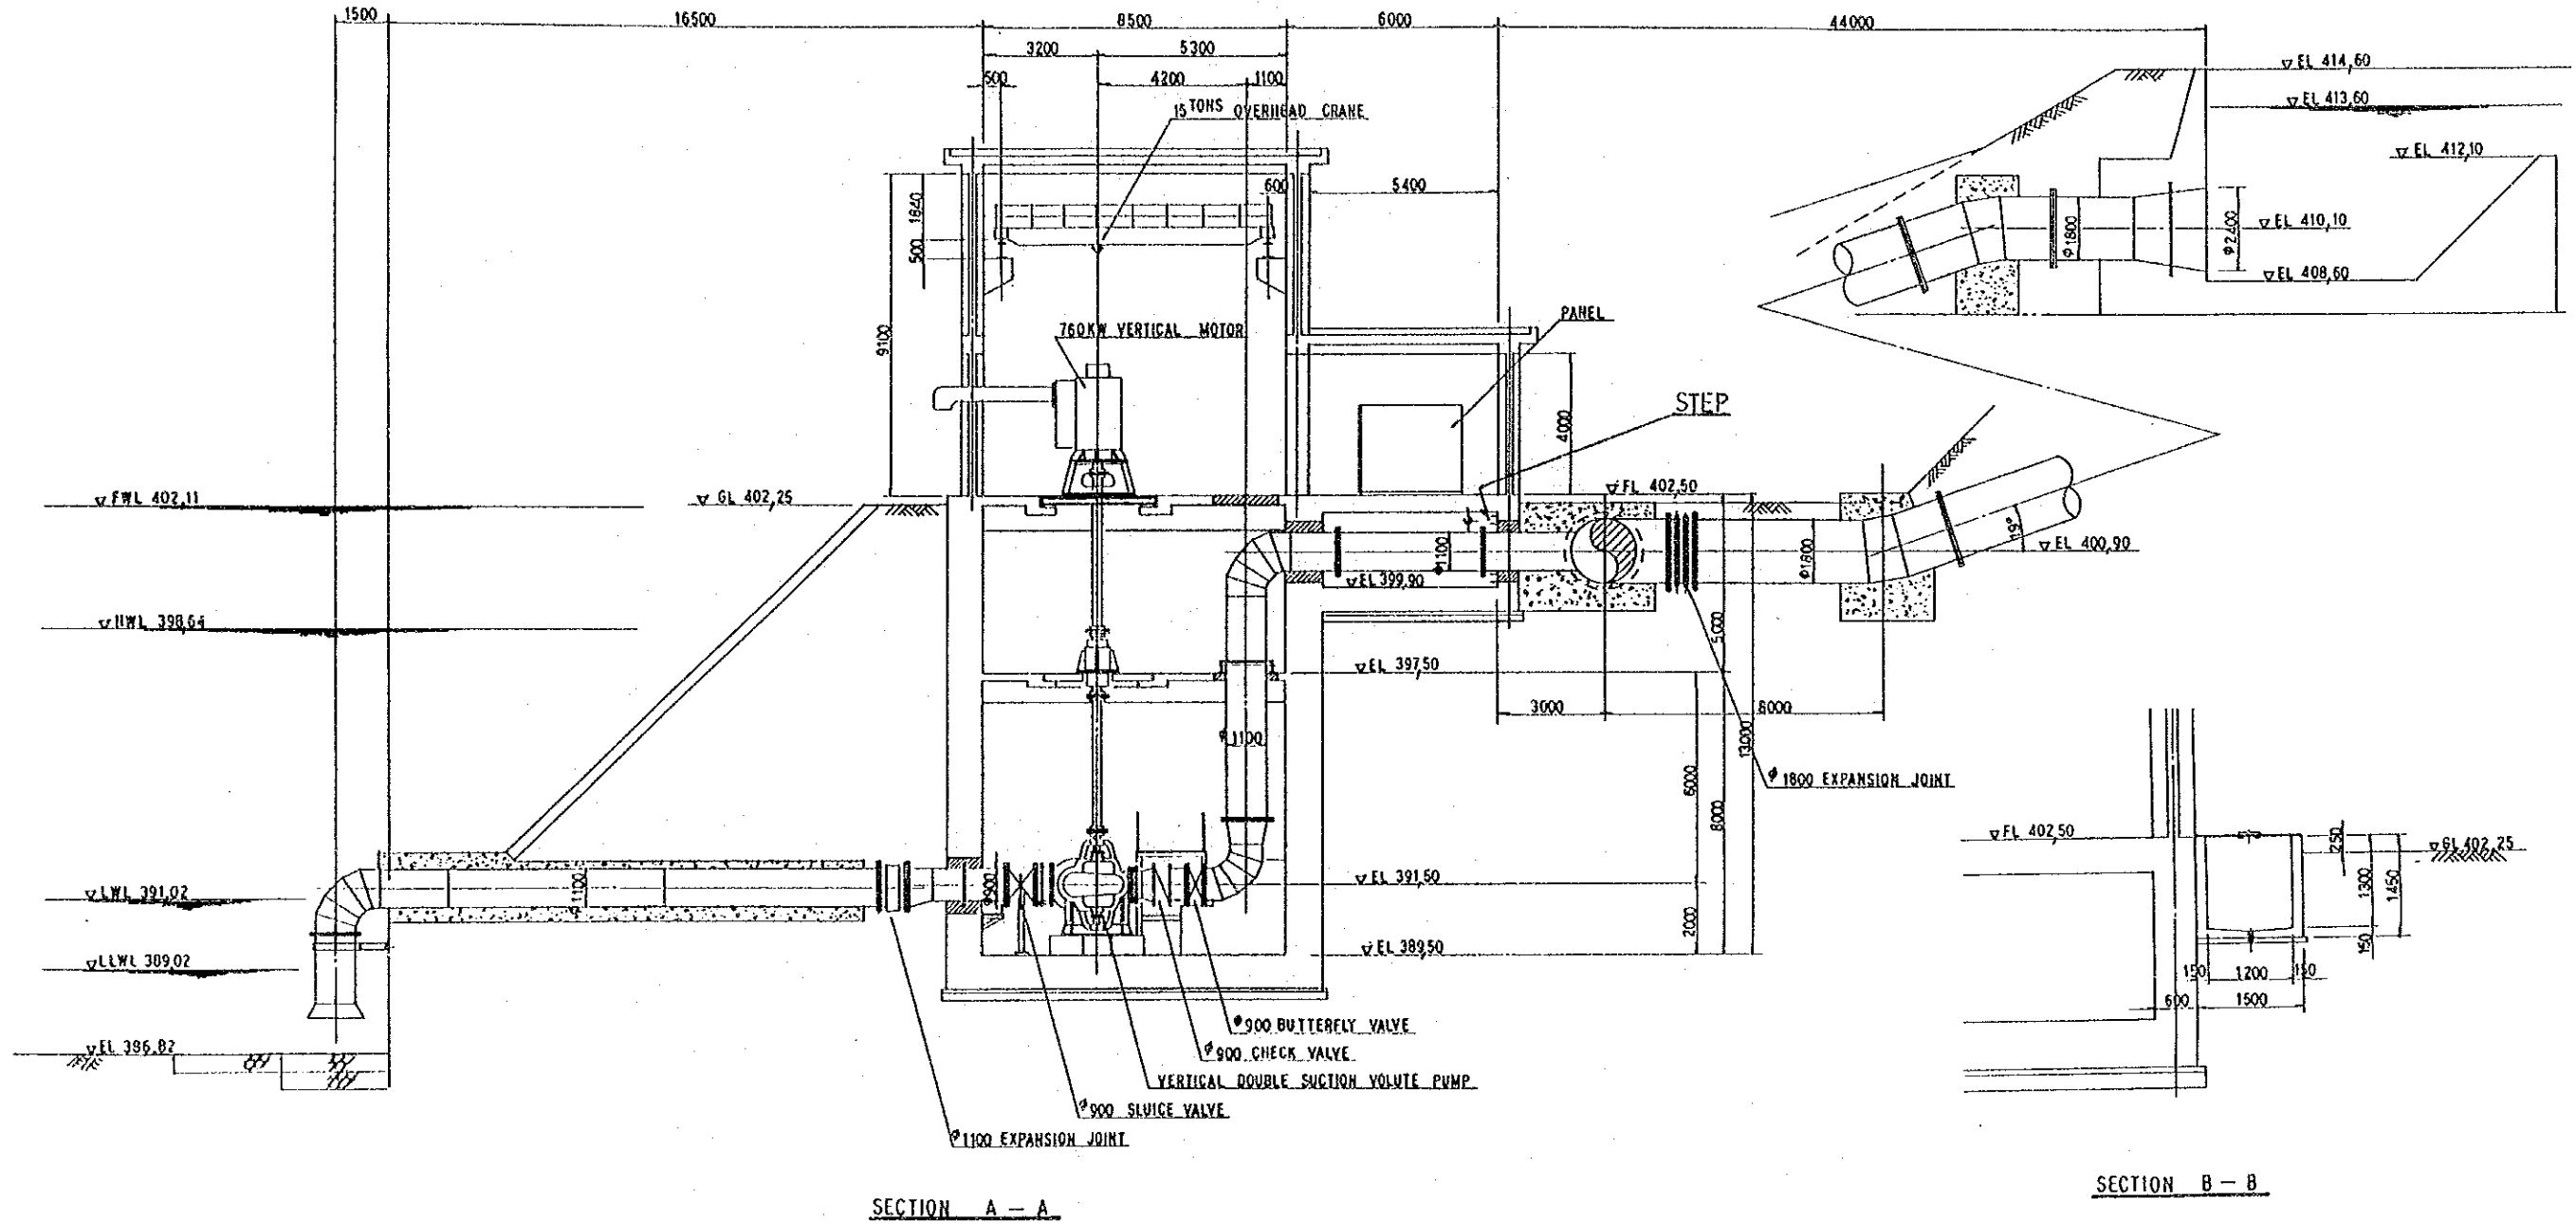 1500
16500
8500
6000
44000
3200
5300
4200
1100
500
15 TONS OVERHEAD CRANE
▽ EL 414,60
▽ EL 413,60
▽ EL 412,10
600
5400
1840
500
9100
φ1800
▽ EL 410,10
φ2400
▽ EL 408,60
760KW VERTICAL MOTOR
PANEL
STEP
4000
▽ FWL 402,11
▽ GL 402,25
▽ FL 402,50
φ1100
▽ EL 399,90
φ1800
19°
▽ EL 400,90
▽ HWL 398,64
5000
▽ EL 397,50
3000
8000
13000
φ1100
φ1800 EXPANSION JOINT
6000
8000
▽ FL 402,50
250
▽ GL 402,25
1300
1450
150
▽ LWL 391,02
φ1100
φ900
▽ EL 391,50
2000
▽ LLWL 389,02
▽ EL 389,50
150
1200
150
600
1500
φ900 BUTTERFLY VALVE
▽ EL 386,82
φ900 CHECK VALVE
VERTICAL DOUBLE SUCTION VOLUTE PUMP
φ900 SLUICE VALVE
φ1100 EXPANSION JOINT
SECTION A — A
SECTION B — B